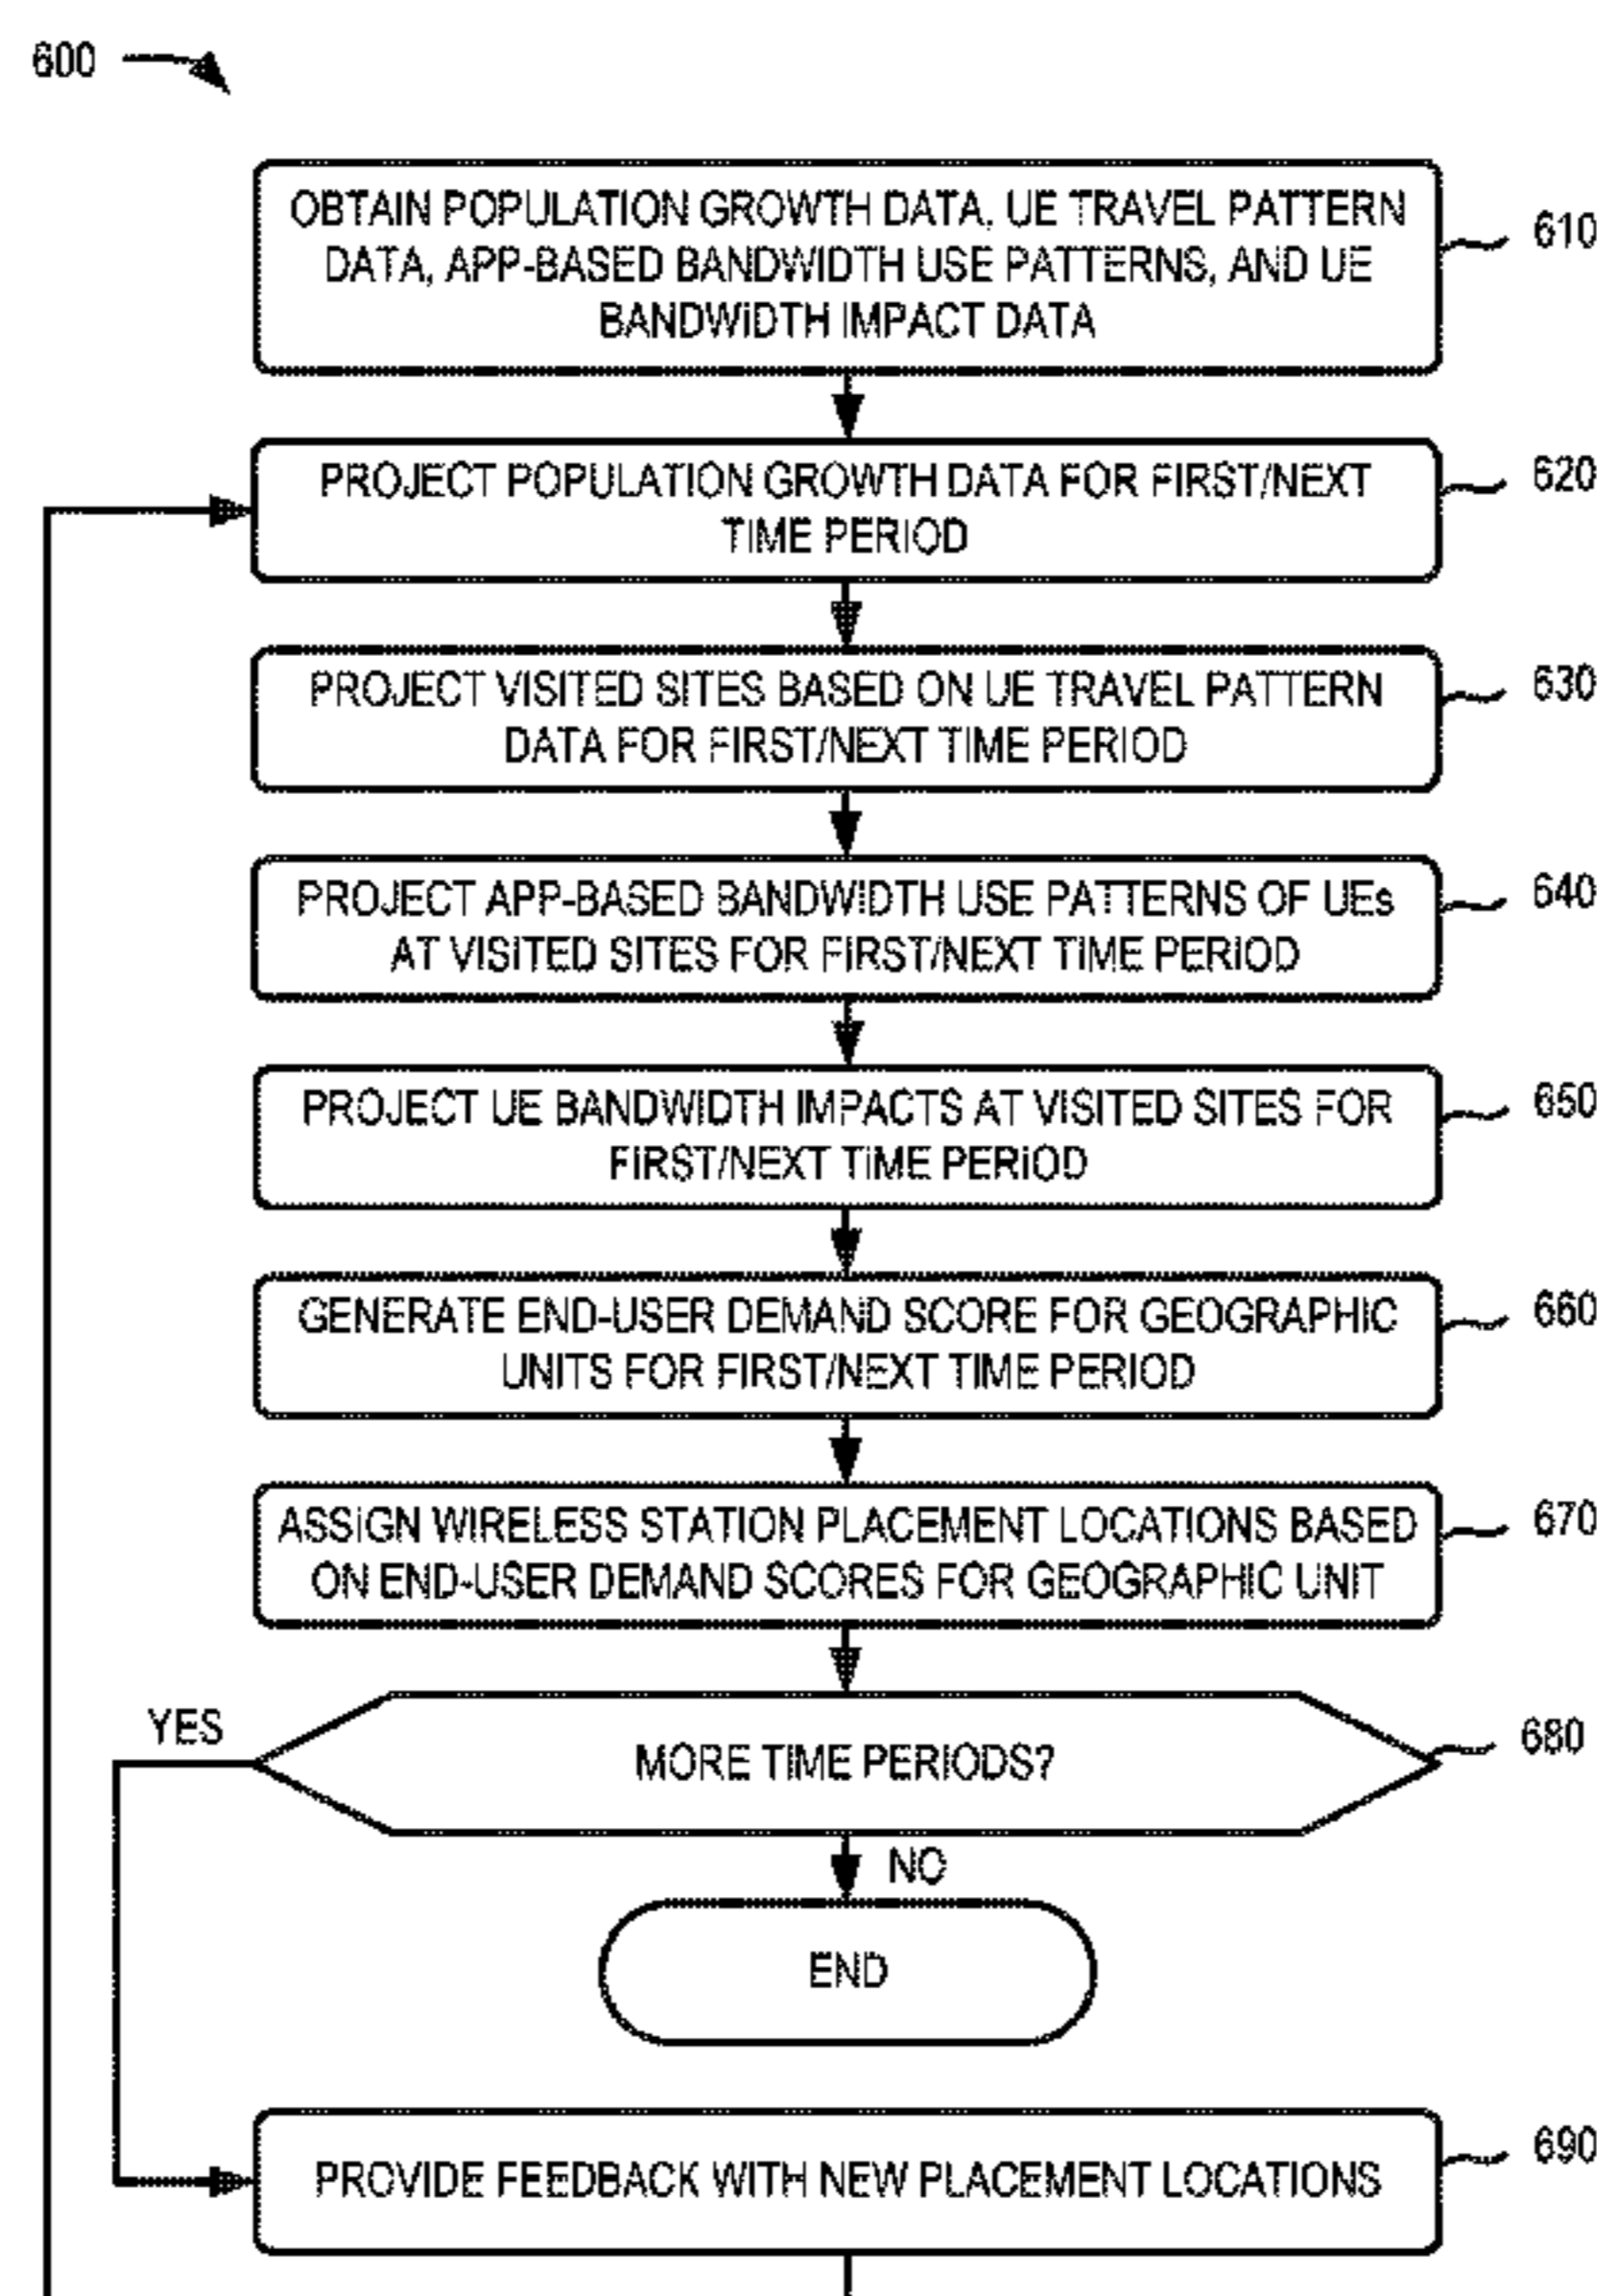 600
OBTAIN POPULATION GROWTH DATA, UE TRAVEL PATTERN
DATA, APP-BASED BANDWIDTH USE PATTERNS, AND UE
BANDWIDTH IMPACT DATA
610
PROJECT POPULATION GROWTH DATA FOR FIRST/NEXT
TIME PERIOD
620
PROJECT VISITED SITES BASED ON UE TRAVEL PATTERN
DATA FOR FIRST/NEXT TIME PERIOD
630
PROJECT APP-BASED BANDWIDTH USE PATTERNS OF UEs
AT VISITED SITES FOR FIRST/NEXT TIME PERIOD
640
PROJECT UE BANDWIDTH IMPACTS AT VISITED SITES FOR
FIRST/NEXT TIME PERIOD
650
GENERATE END-USER DEMAND SCORE FOR GEOGRAPHIC
UNITS FOR FIRST/NEXT TIME PERIOD
660
ASSIGN WIRELESS STATION PLACEMENT LOCATIONS BASED
ON END-USER DEMAND SCORES FOR GEOGRAPHIC UNIT
670
YES
MORE TIME PERIODS?
680
NO
END
PROVIDE FEEDBACK WITH NEW PLACEMENT LOCATIONS
690